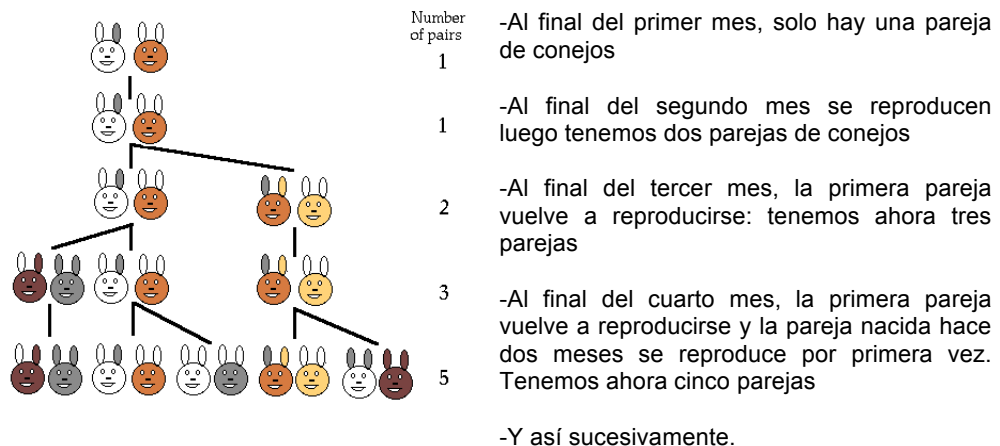 Number
of pairs
1
1
2
3
5
-Al final del primer mes, solo hay una pareja
de conejos
-Al final del segundo mes se reproducen
luego tenemos dos parejas de conejos
-Al final del tercer mes, la primera pareja
vuelve a reproducirse: tenemos ahora tres
parejas
-Al final del cuarto mes, la primera pareja
vuelve a reproducirse y la pareja nacida hace
dos meses se reproduce por primera vez.
Tenemos ahora cinco parejas
-Y así sucesivamente.